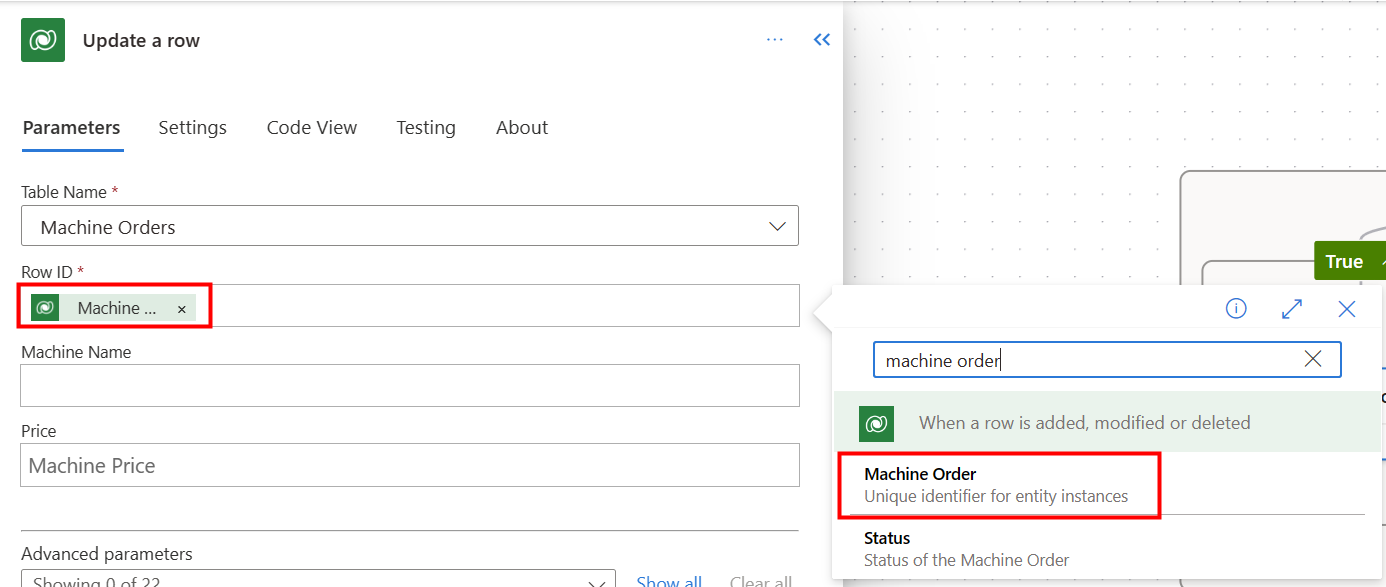 Update a row
...
Parameters Settings Code View Testing About
Table Name *
Machine Orders
Row ID *
Machine ... ×
Machine Name
Price
Machine Price
Advanced parameters
Showing 0 of 22 Show all Clear all
True
machine order
When a row is added, modified or deleted
Machine Order
Unique identifier for entity instances
Status
Status of the Machine Order